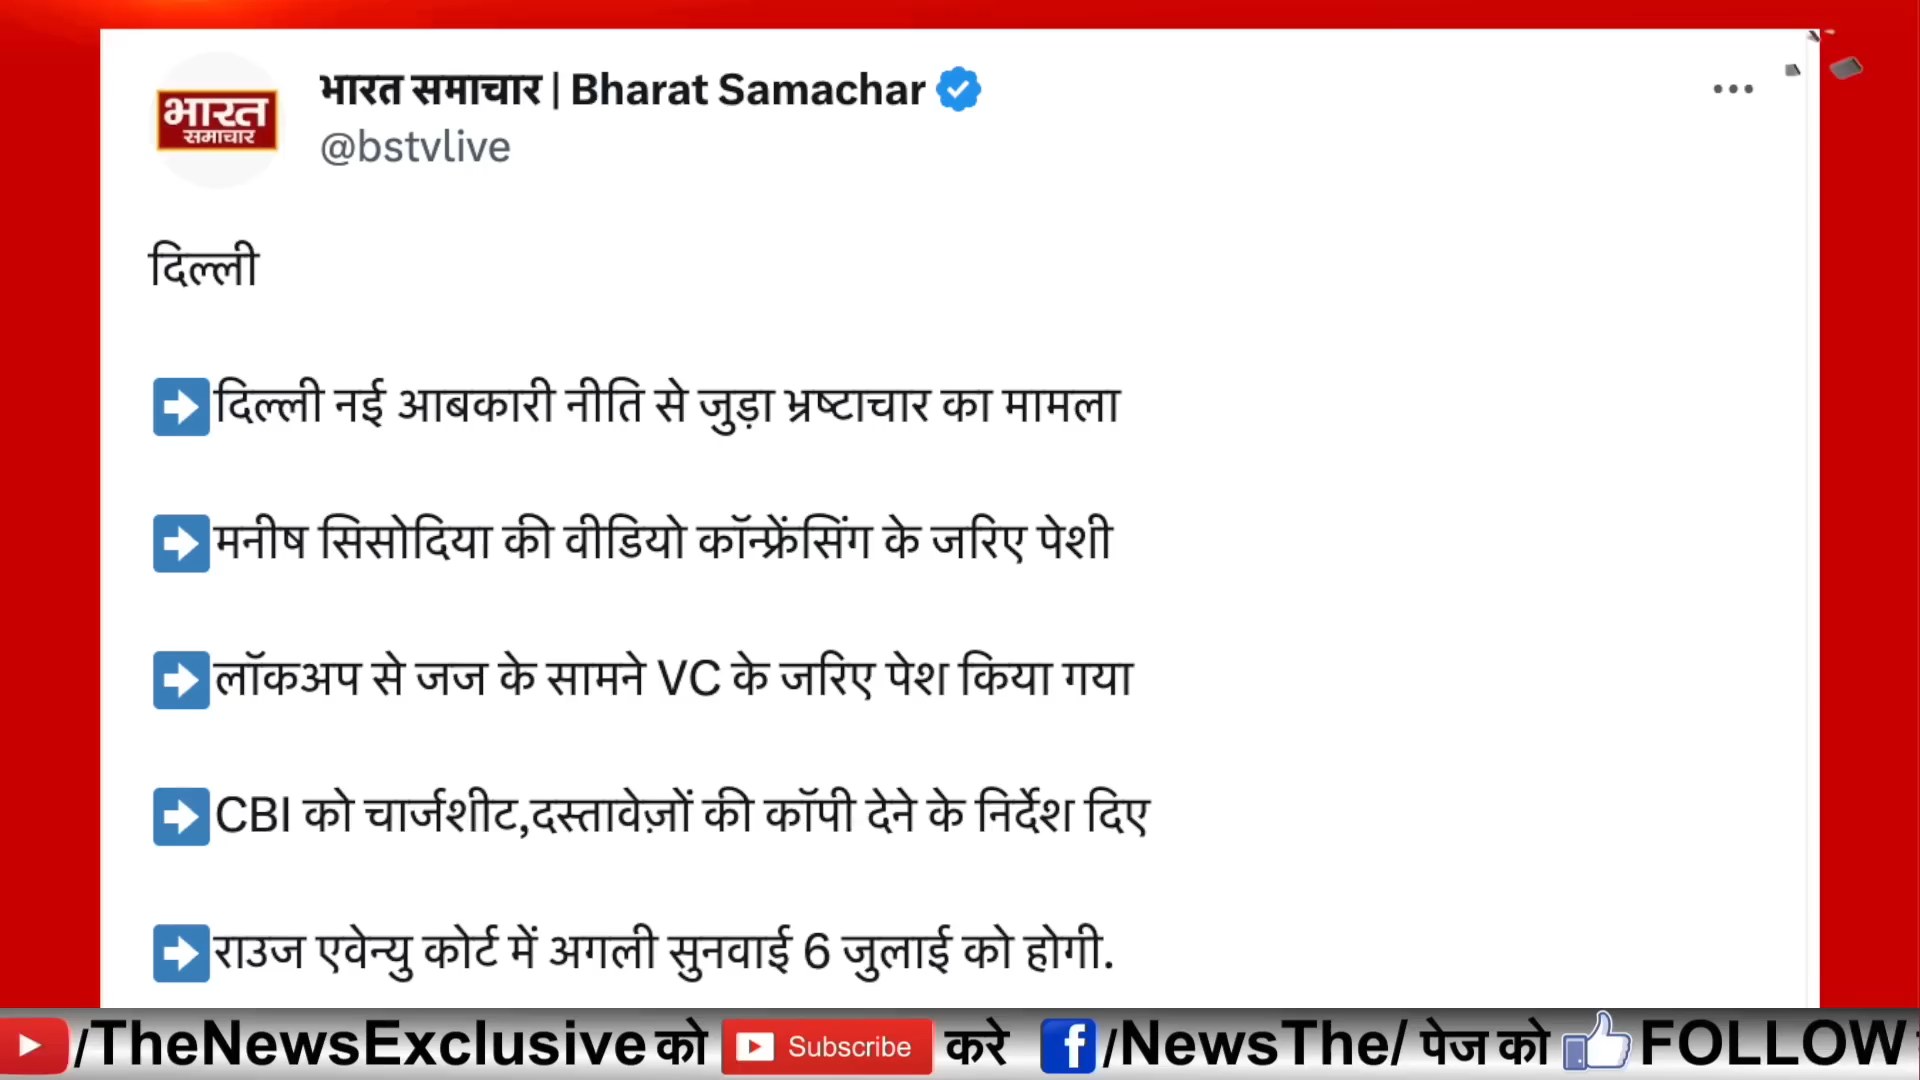 भारत समाचार | Bharat Samachar
भारत
समाचार
@bstvlive
दिल्ली
➡दिल्ली नई आबकारी नीति से जुड़ा भ्रष्टाचार का मामला
➡मनीष सिसोदिया की वीडियो कॉन्फ्रेंसिंग के जरिए पेशी
➡लॉकअप से जज के सामने VC के जरिए पेश किया गया
➡CBI को चार्जशीट,दस्तावेज़ों की कॉपी देने के निर्देश दिए
➡राउज एवेन्यु कोर्ट में अगली सुनवाई 6 जुलाई को होगी.
/TheNewsExclusive को Subscribe करे f/NewsThe/ पेज को FOLLOW